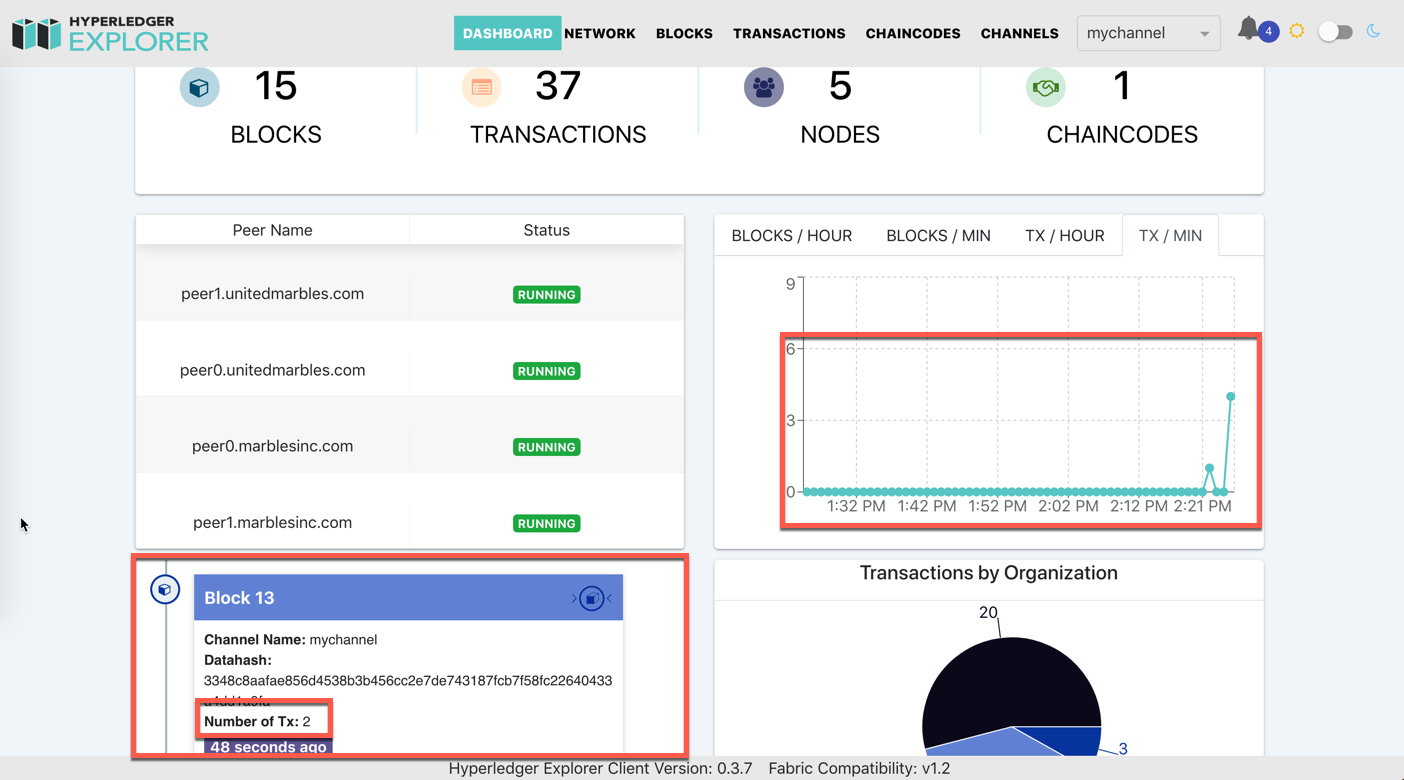 HYPERLEDGER
EXPLORER
DASHBOARD NETWORK BLOCKS TRANSACTIONS CHAINCODES CHANNELS mychannel 4
15 37 5 1
BLOCKS TRANSACTIONS NODES CHAINCODES
Peer Name Status
peer1.unitedmarbles.com RUNNING
peer0.unitedmarbles.com RUNNING
peer0.marblesinc.com RUNNING
peer1.marblesinc.com RUNNING
BLOCKS / HOUR BLOCKS / MIN TX / HOUR TX / MIN
9
6
3
0
1:32 PM 1:42 PM 1:52 PM 2:02 PM 2:12 PM 2:21 PM
Block 13
Channel Name: mychannel
Datahash:
3348c8aafae856d4538b3b456cc2e7de743187fcb7f58fc22640433
Number of Tx: 2
48 seconds ago
Transactions by Organization
20
3
Hyperledger Explorer Client Version: 0.3.7 Fabric Compatibility: v1.2